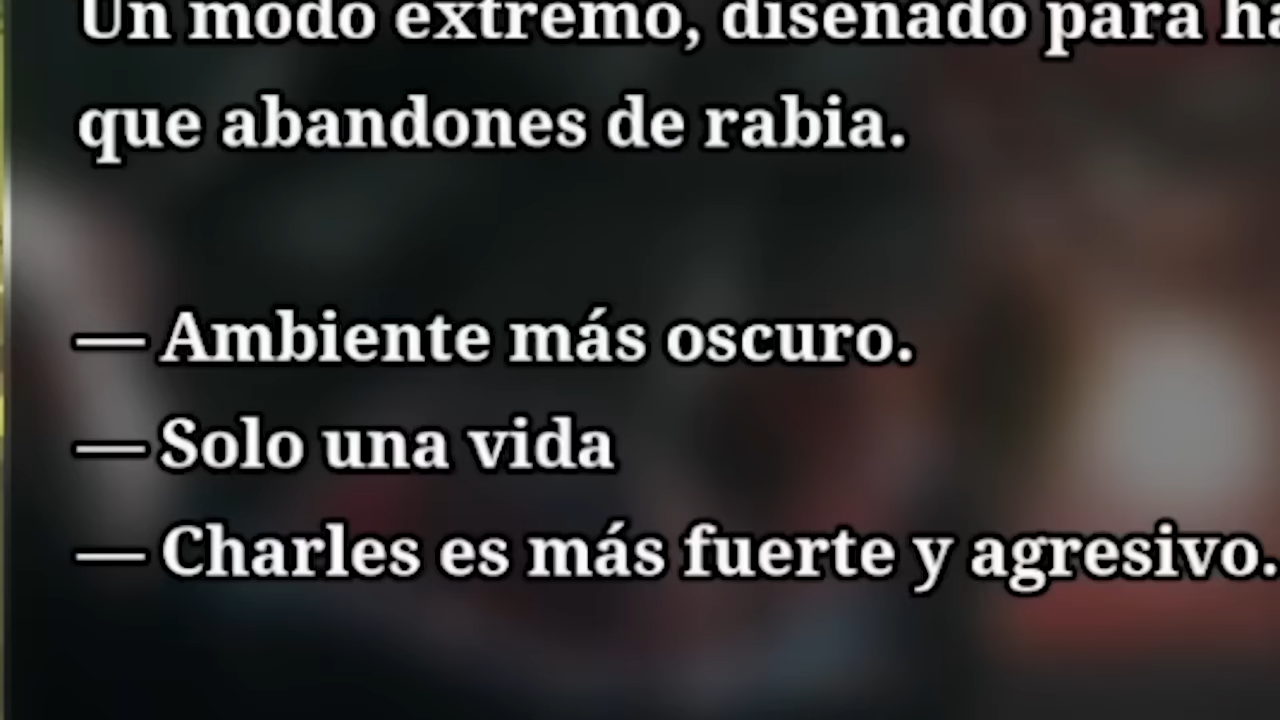 Un modo extremo, diseñado para
que abandones de rabia.
— Ambiente más oscuro.
— Solo una vida
— Charles es más fuerte y agresivo.